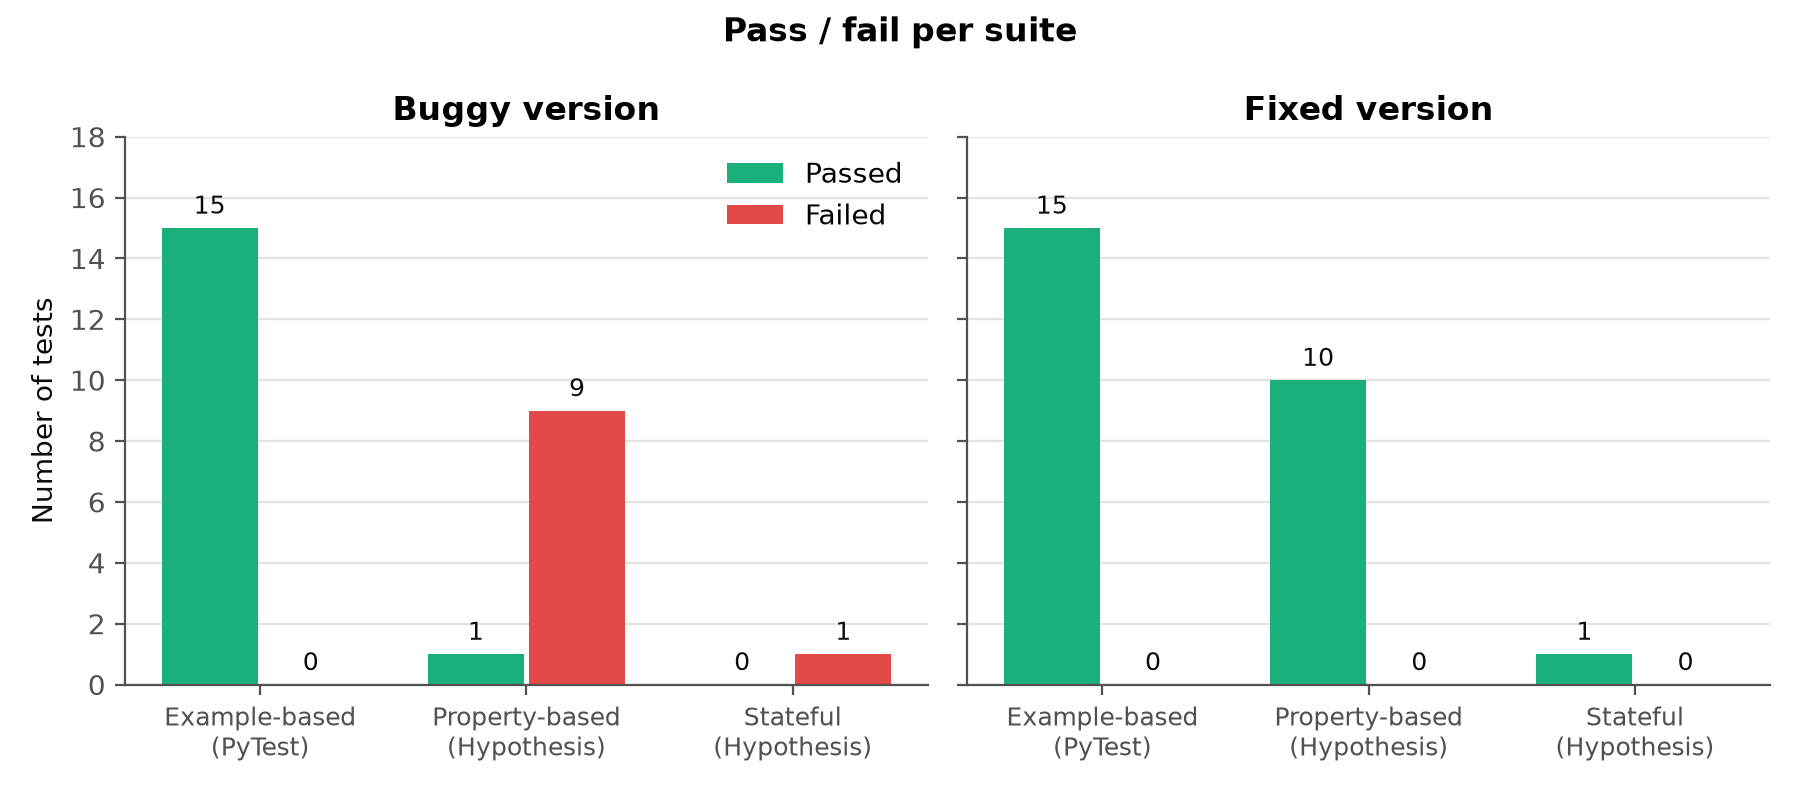 Pass / fail per suite
Buggy version
Fixed version
Number of tests
18
16
14
12
10
8
6
4
2
0
Passed
Failed
15
0
1
9
0
1
Example-based
(PyTest)
Property-based
(Hypothesis)
Stateful
(Hypothesis)
15
0
10
0
1
0
Example-based
(PyTest)
Property-based
(Hypothesis)
Stateful
(Hypothesis)